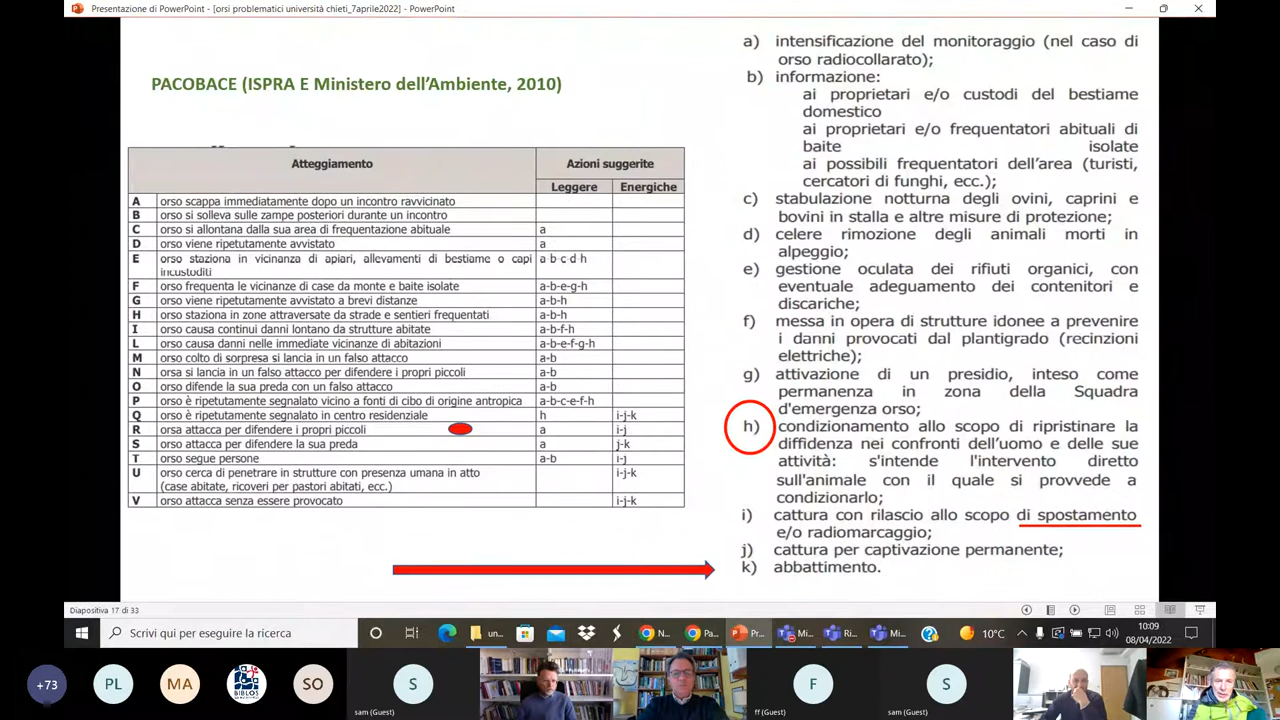 Presentazione di PowerPoint - [orsi problematici università chieti_7aprile2022] - PowerPoint
PACOBACE (ISPRA E Ministero dell'Ambiente, 2010)
Atteggiamento Azioni suggerite
Leggere Energiche
A orso scappa immediatamente dopo un incontro ravvicinato
B orso si solleva sulle zampe posteriori durante un incontro
C orso si allontana dalla sua area di frequentazione abituale a
D orso viene ripetutamente avvistato a
E orso staziona in vicinanza di apiari, allevamenti di bestiame o capi a-b-c-d-h
incustoditi
F orso frequenta le vicinanze di case da monte e baite isolate a-b-e-g-h
G orso viene ripetutamente avvistato a brevi distanze a-b-h
H orso staziona in zone attraversate da strade e sentieri frequentati a-b-h
I orso causa continui danni lontano da strutture abitate a-b-f-h
L orso causa danni nelle immediate vicinanze di abitazioni a-b-e-f-g-h
M orso colto di sorpresa si lancia in un falso attacco a-b
N orsa si lancia in un falso attacco per difendere i propri piccoli a-b
O orso difende la sua preda con un falso attacco a-b
P orso è ripetutamente segnalato vicino a fonti di cibo di origine antropica a-b-c-e-f-h
Q orso è ripetutamente segnalato in centro residenziale h i-j-k
R orsa attacca per difendere i propri piccoli a i-j
S orso attacca per difendere la sua preda a j-k
T orso segue persone a-b i-j
U orso cerca di penetrare in strutture con presenza umana in atto i-j-k
(case abitate, ricoveri per pastori abitati, ecc.)
V orso attacca senza essere provocato i-j-k
a) intensificazione del monitoraggio (nel caso di
orso radiocollarato);
b) informazione:
ai proprietari e/o custodi del bestiame
domestico
ai proprietari e/o frequentatori abituali di
baite isolate
ai possibili frequentatori dell'area (turisti,
cercatori di funghi, ecc.);
c) stabulazione notturna degli ovini, caprini e
bovini in stalla e altre misure di protezione;
d) celere rimozione degli animali morti in
alpeggio;
e) gestione oculata dei rifiuti organici, con
eventuale adeguamento dei contenitori e
discariche;
f) messa in opera di strutture idonee a prevenire
i danni provocati dal plantigrado (recinzioni
elettriche);
g) attivazione di un presidio, inteso come
permanenza in zona della Squadra
d'emergenza orso;
h) condizionamento allo scopo di ripristinare la
diffidenza nei confronti dell'uomo e delle sue
attività: s'intende l'intervento diretto
sull'animale con il quale si provvede a
condizionarlo;
i) cattura con rilascio allo scopo di spostamento
e/o radiomarcaggio;
j) cattura per captivazione permanente;
k) abbattimento.
Diapositiva 17 di 33
Scrivi qui per eseguire la ricerca
un...
N...
Pa...
Pr...
Mi...
Ri...
Mi...
10°C
10:09
08/04/2022
+73
PL
MA
BIBLOS
SO
S
F
S
sam (Guest)
ff (Guest)
sam (Guest)